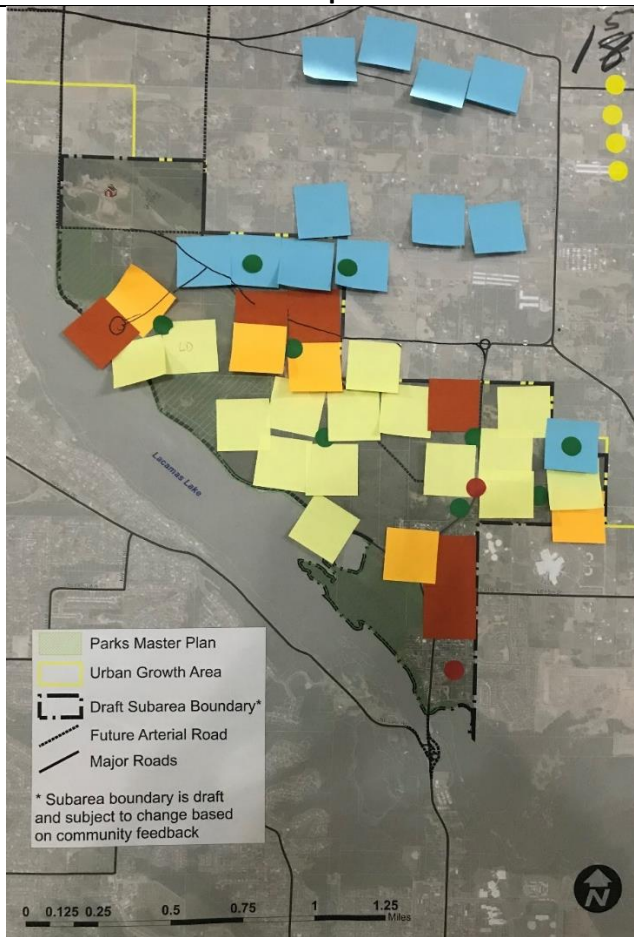 5
18
LD
Lacamas Lake
Parks Master Plan
Urban Growth Area
Draft Subarea Boundary*
Future Arterial Road
Major Roads
* Subarea boundary is draft
and subject to change based
on community feedback
N
0 0.125 0.25 0.5 0.75 1 1.25
Miles